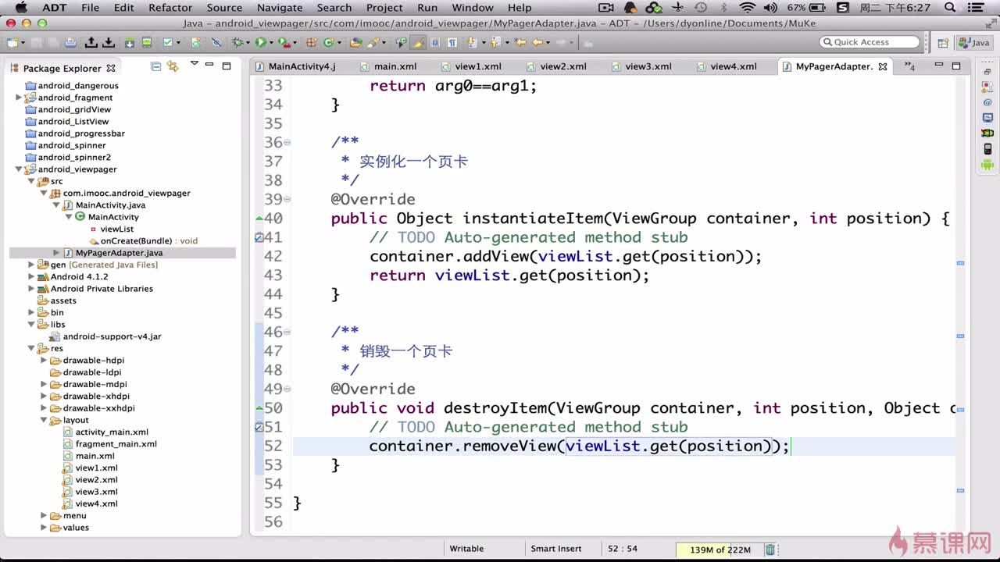 ADT File Edit Refactor Source Navigate Search Project Run Window Help 67% 周二 下午6:27
Java – android_viewpager/src/com/imooc/android_viewpager/MyPagerAdapter.java – ADT – /Users/dyonline/Documents/MuKe
Quick Access Java
Package Explorer
android_dangerous
android_fragment
android_gridView
android_ListView
android_progressbar
android_spinner
android_spinner2
android_viewpager
src
com.imooc.android_viewpager
MainActivity.java
MainActivity
viewList
onCreate(Bundle) : void
MyPagerAdapter.java
gen [Generated Java Files]
Android 4.1.2
Android Private Libraries
assets
bin
libs
android-support-v4.jar
res
drawable-hdpi
drawable-ldpi
drawable-mdpi
drawable-xhdpi
drawable-xxhdpi
layout
activity_main.xml
fragment_main.xml
main.xml
view1.xml
view2.xml
view3.xml
view4.xml
menu
values
MainActivity4.j main.xml view1.xml view2.xml view3.xml view4.xml MyPagerAdapter. »4
33 return arg0==arg1;
34 }
35
36 /**
37 * 实例化一个页卡
38 */
39 @Override
40 public Object instantiateItem(ViewGroup container, int position) {
41 // TODO Auto-generated method stub
42 container.addView(viewList.get(position));
43 return viewList.get(position);
44 }
45
46 /**
47 * 销毁一个页卡
48 */
49 @Override
50 public void destroyItem(ViewGroup container, int position, Object
51 // TODO Auto-generated method stub
52 container.removeView(viewList.get(position));
53 }
54
55 }
56
Writable Smart Insert 52 : 54 139M of 222M
慕课网